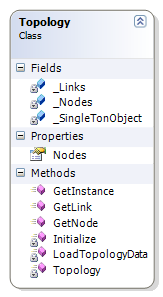 Topology
Class
Fields
_Links
_Nodes
_SingleTonObject
Properties
Nodes
Methods
GetInstance
GetLink
GetNode
Initialize
LoadTopologyData
Topology